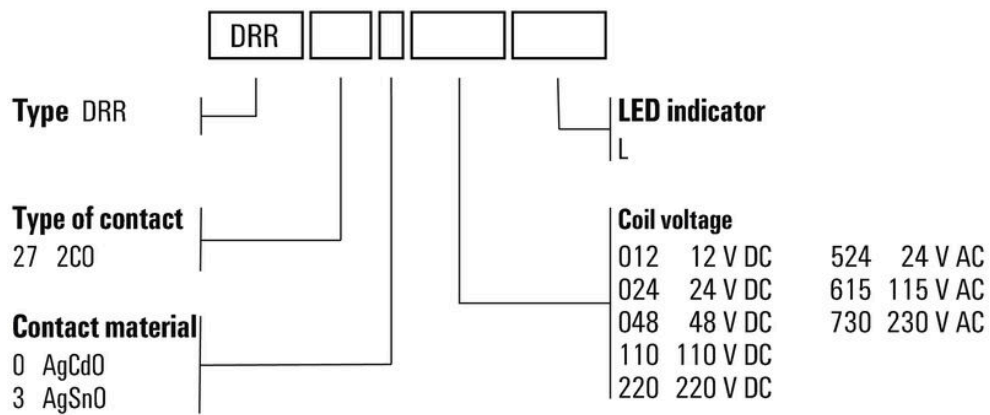 DRR
Type DRR
Type of contact
27 2CO
Contact material
0 AgCdO
3 AgSnO
LED indicator
L
Coil voltage
012 12 V DC 524 24 V AC
024 24 V DC 615 115 V AC
048 48 V DC 730 230 V AC
110 110 V DC
220 220 V DC